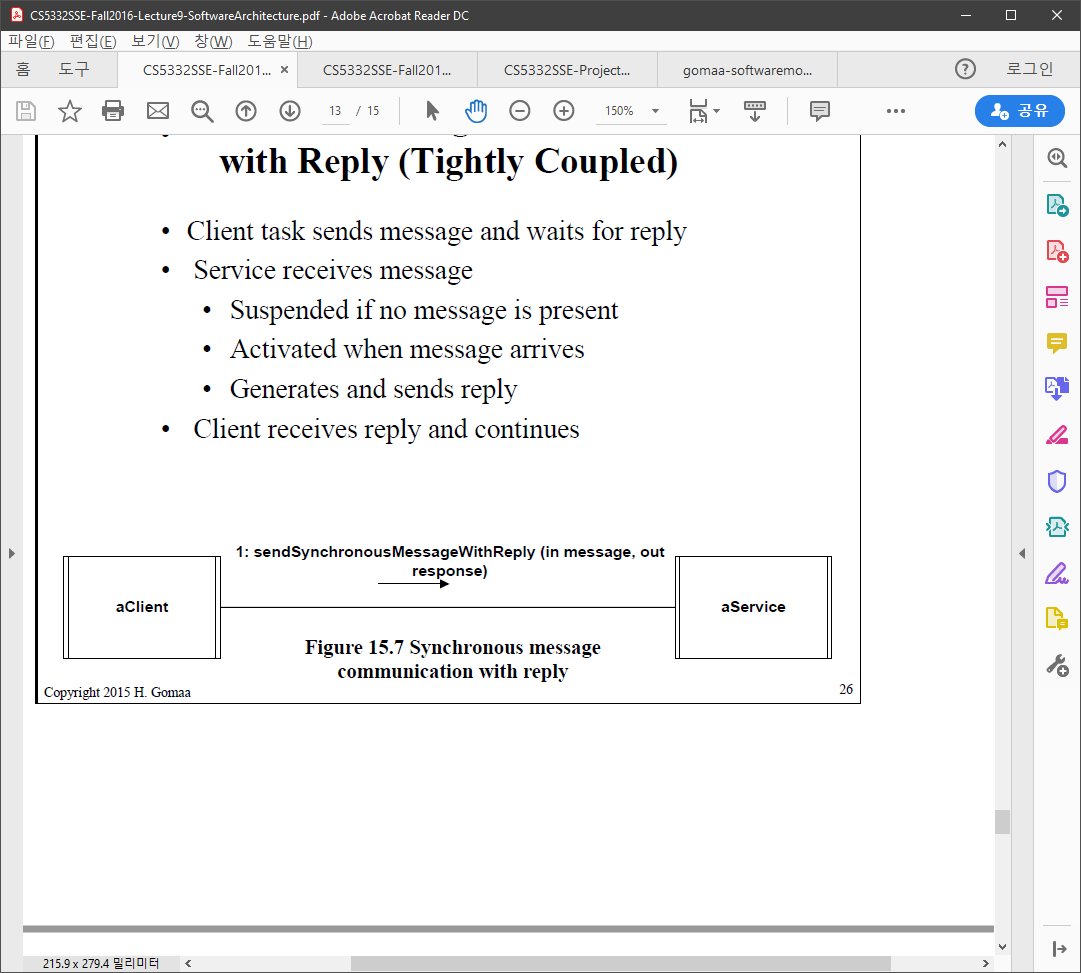 CS5332SSE-Fall2016-Lecture9-SoftwareArchitecture.pdf - Adobe Acrobat Reader DC
파일(F) 편집(E) 보기(V) 창(W) 도움말(H)
홈 도구 CS5332SSE-Fall201... × CS5332SSE-Fall201... CS5332SSE-Project... gomaa-softwaremo... 로그인
13 / 15 150% 공유
with Reply (Tightly Coupled)
• Client task sends message and waits for reply
• Service receives message
• Suspended if no message is present
• Activated when message arrives
• Generates and sends reply
• Client receives reply and continues
1: sendSynchronousMessageWithReply (in message, out
response)
aClient
aService
Figure 15.7 Synchronous message
communication with reply
Copyright 2015 H. Gomaa
26
215.9 x 279.4 밀리미터